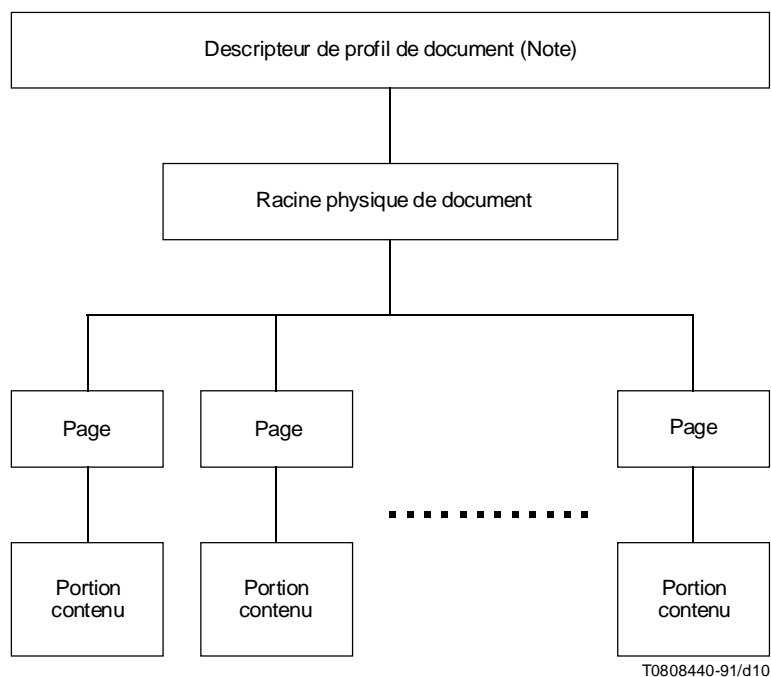 Descripteur de profil de document (Note)
Racine physique de document
Page
Page
Page
Portion
contenu
Portion
contenu
Portion
contenu
T0808440-91/d10